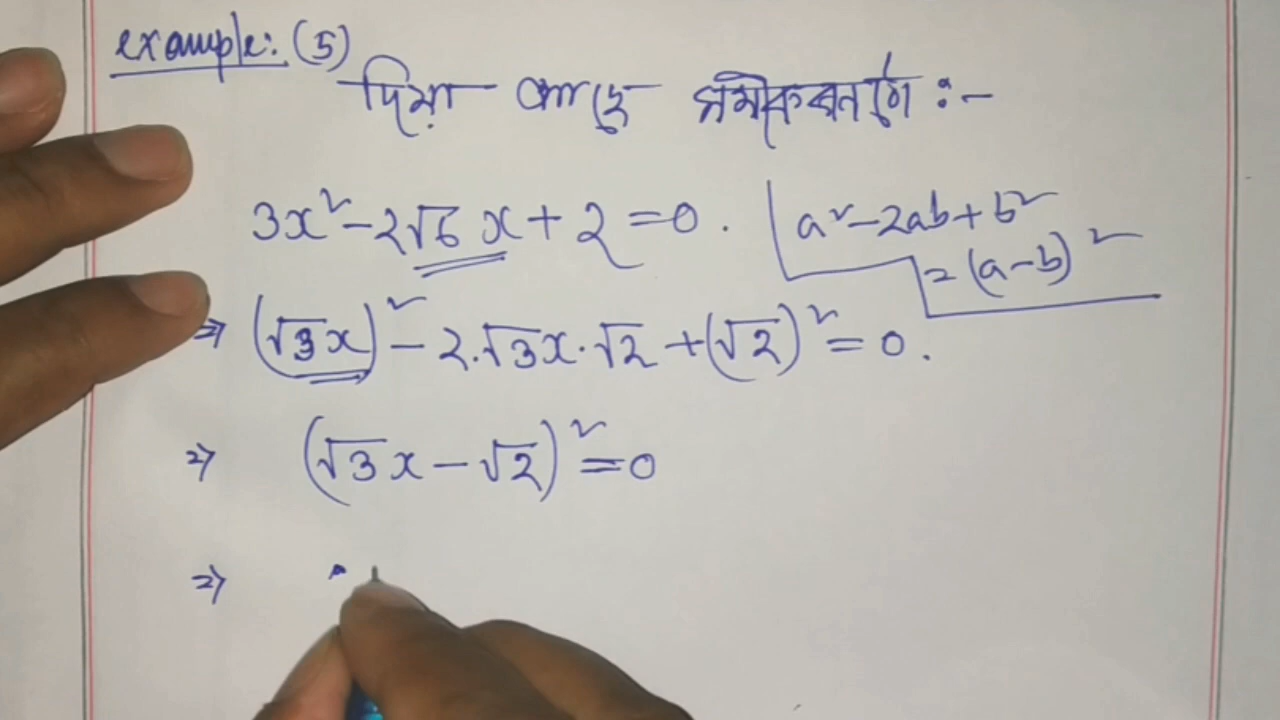 example: (5)
দিয়া আছে সমীকৰনটো :-
3x² - 2√6 x + 2 = 0.
a² - 2ab + b²
= (a - b)²
⇒ (√3x)² - 2.√3x.√2 + (√2)² = 0.
⇒ (√3x - √2)² = 0
⇒